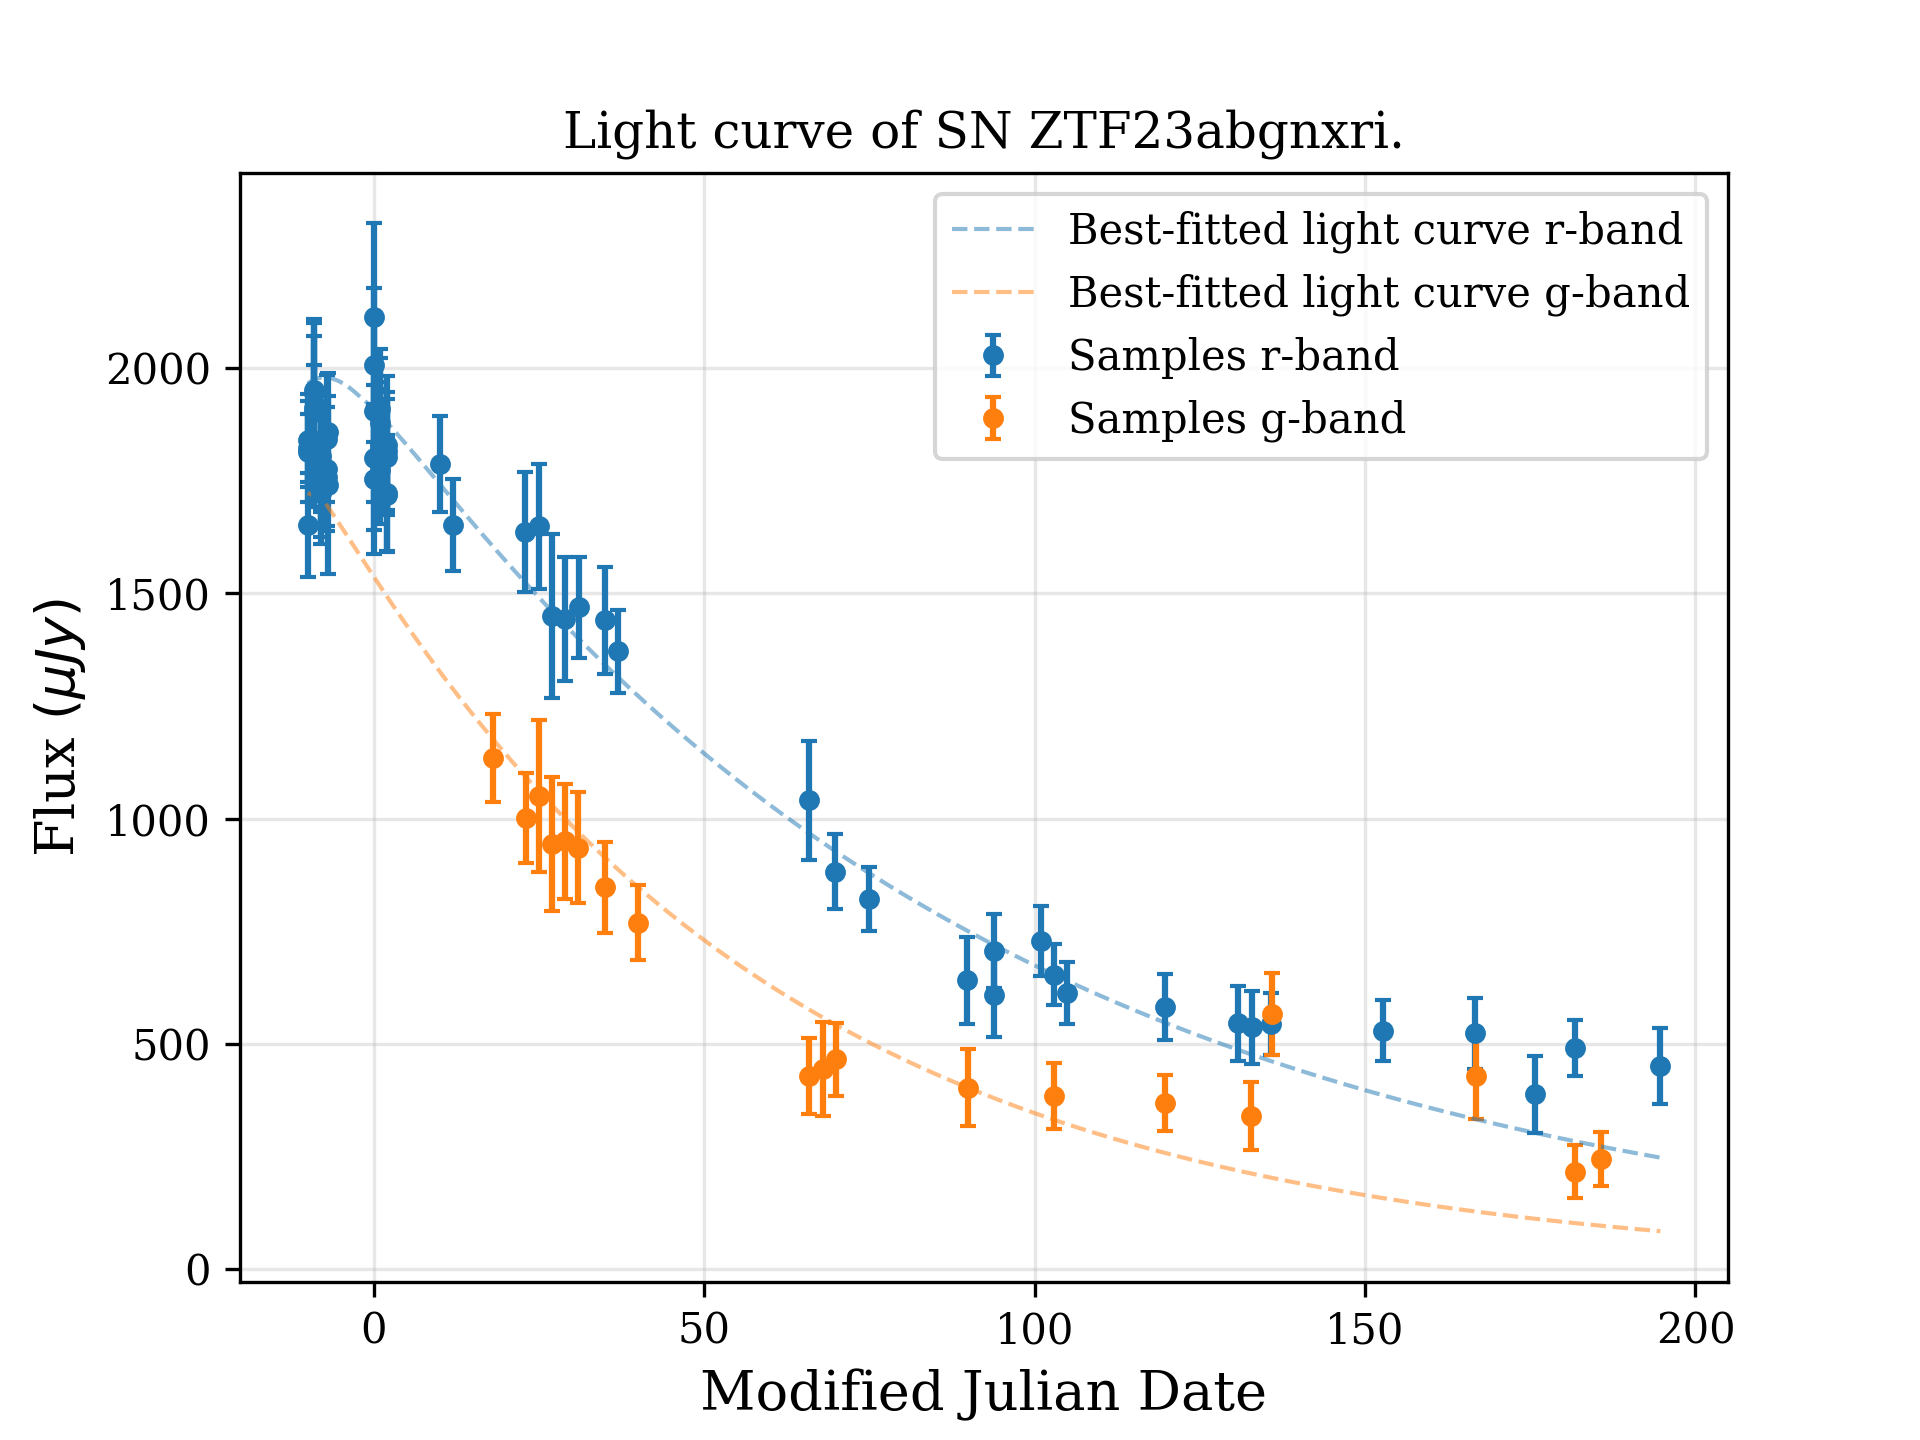 Light curve of SN ZTF23abgnxri.
Best-fitted light curve r-band
Best-fitted light curve g-band
Samples r-band
Samples g-band
Flux (μJy)
2000
1500
1000
500
0
0 50 100 150 200
Modified Julian Date